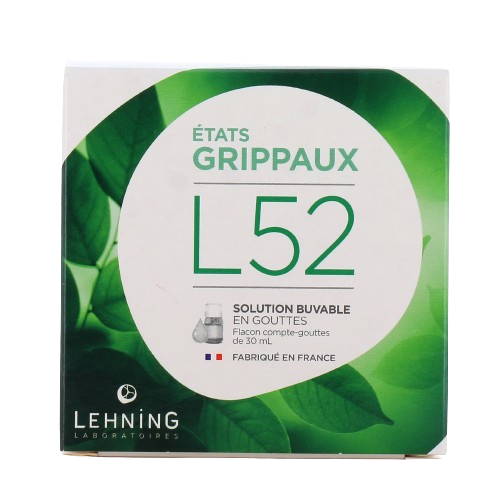 ÉTATS
GRIPPAUX
L52
SOLUTION BUVABLE
EN GOUTTES
Flacon compte-gouttes
de 30 mL
FABRIQUÉ EN FRANCE
LEHNING
LABORATOIRES